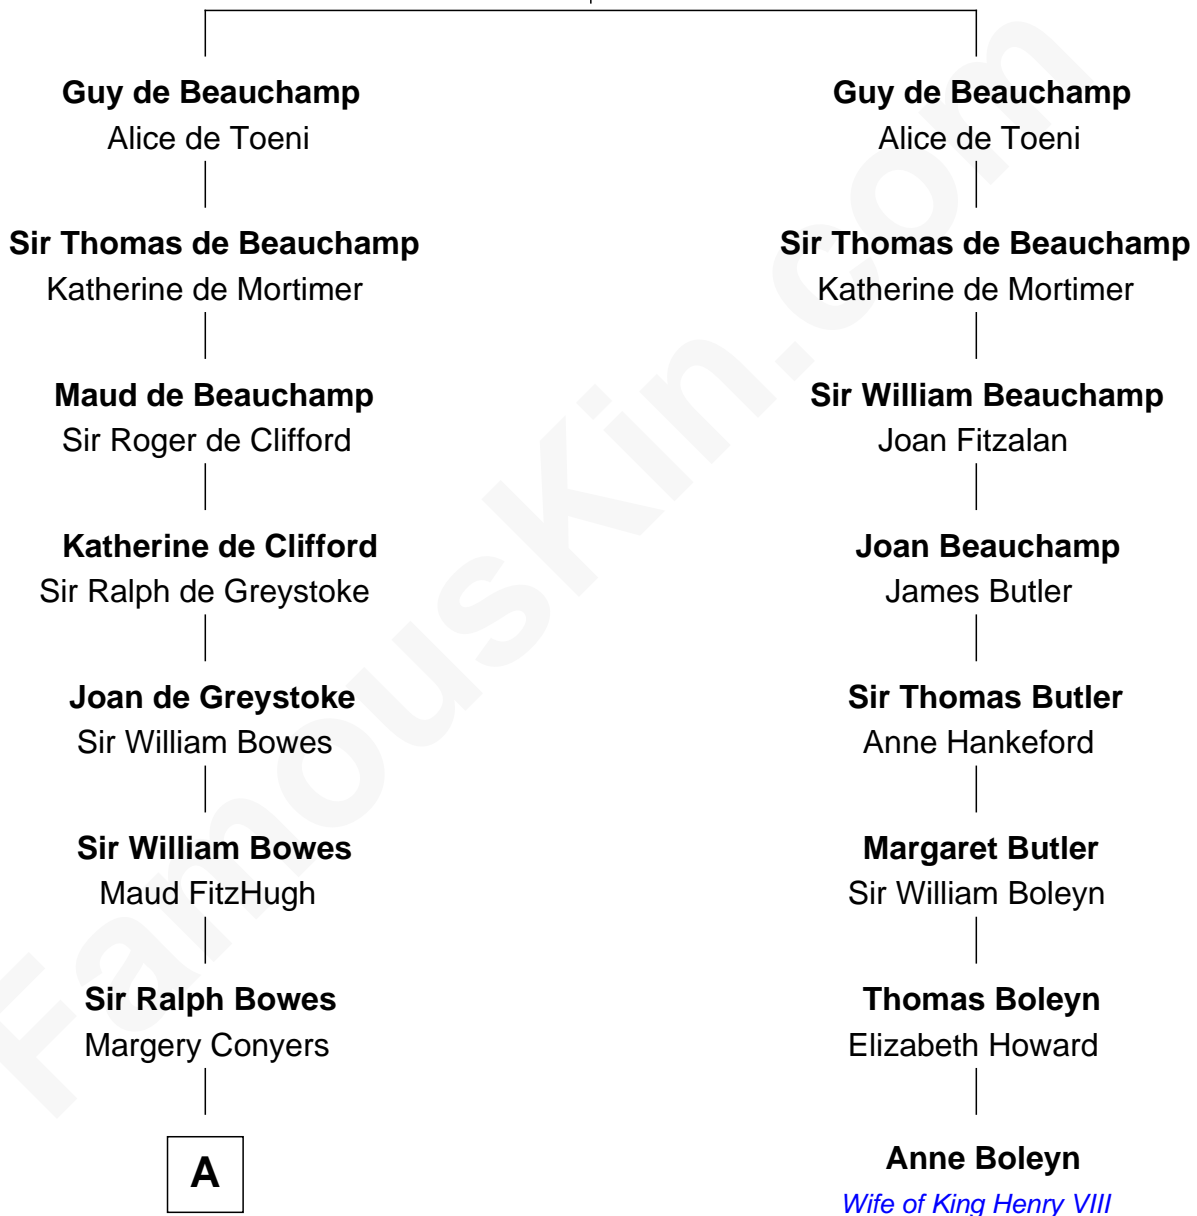 Guy de Beauchamp
Alice de Toeni
Sir Thomas de Beauchamp
Katherine de Mortimer
Maud de Beauchamp
Sir Roger de Clifford
Katherine de Clifford
Sir Ralph de Greystoke
Joan de Greystoke
Sir William Bowes
Sir William Bowes
Maud FitzHugh
Sir Ralph Bowes
Margery Conyers
A
Guy de Beauchamp
Alice de Toeni
Sir Thomas de Beauchamp
Katherine de Mortimer
Sir William Beauchamp
Joan Fitzalan
Joan Beauchamp
James Butler
Sir Thomas Butler
Anne Hankeford
Margaret Butler
Sir William Boleyn
Thomas Boleyn
Elizabeth Howard
Anne Boleyn
Wife of King Henry VIII
FamousKin.com